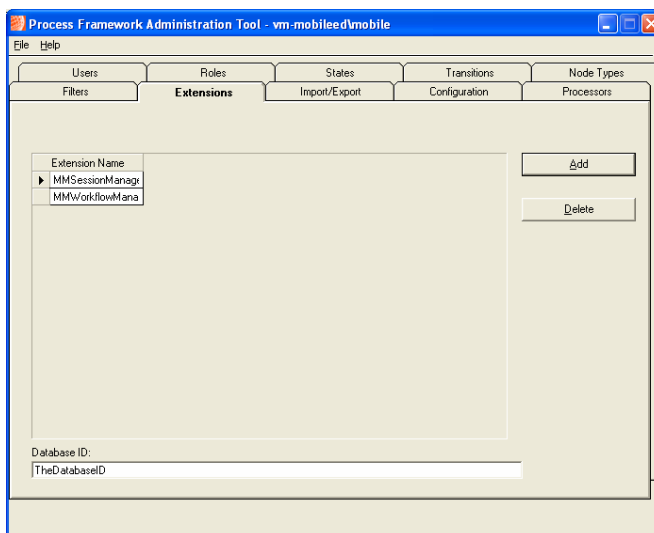 Process Framework Administration Tool - vm-mobileed\mobile
File Help
Users Roles States Transitions Node Types
Filters Extensions Import/Export Configuration Processors
Extension Name
MMSessionManage
MMWorkflowMana
Add
Delete
Database ID:
TheDatabaseID